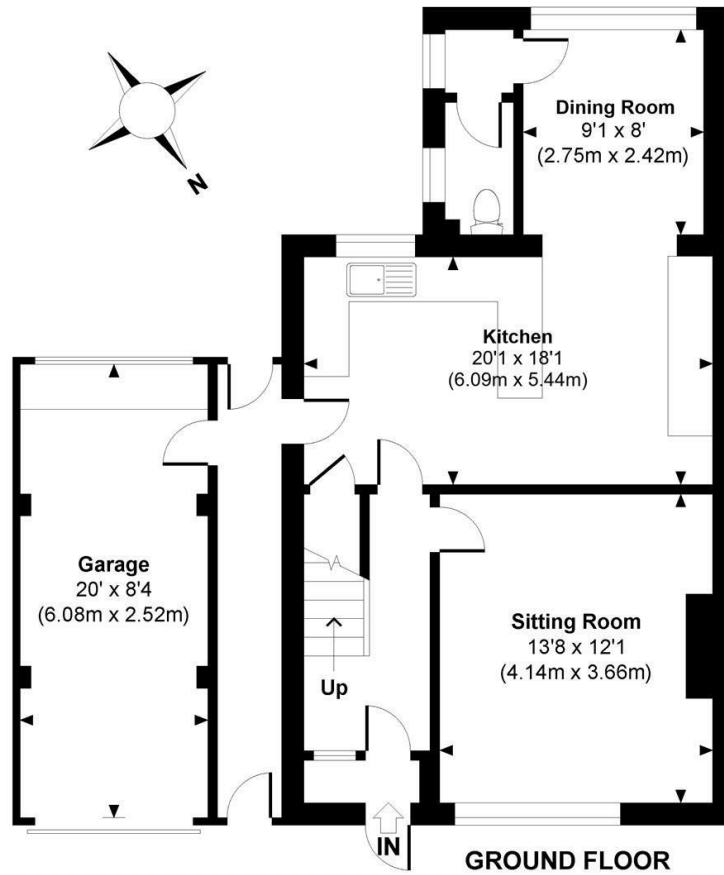 N
Dining Room
9'1 x 8'
(2.75m x 2.42m)
Kitchen
20'1 x 18'1
(6.09m x 5.44m)
Garage
20' x 8'4
(6.08m x 2.52m)
Sitting Room
13'8 x 12'1
(4.14m x 3.66m)
Up
IN
GROUND FLOOR